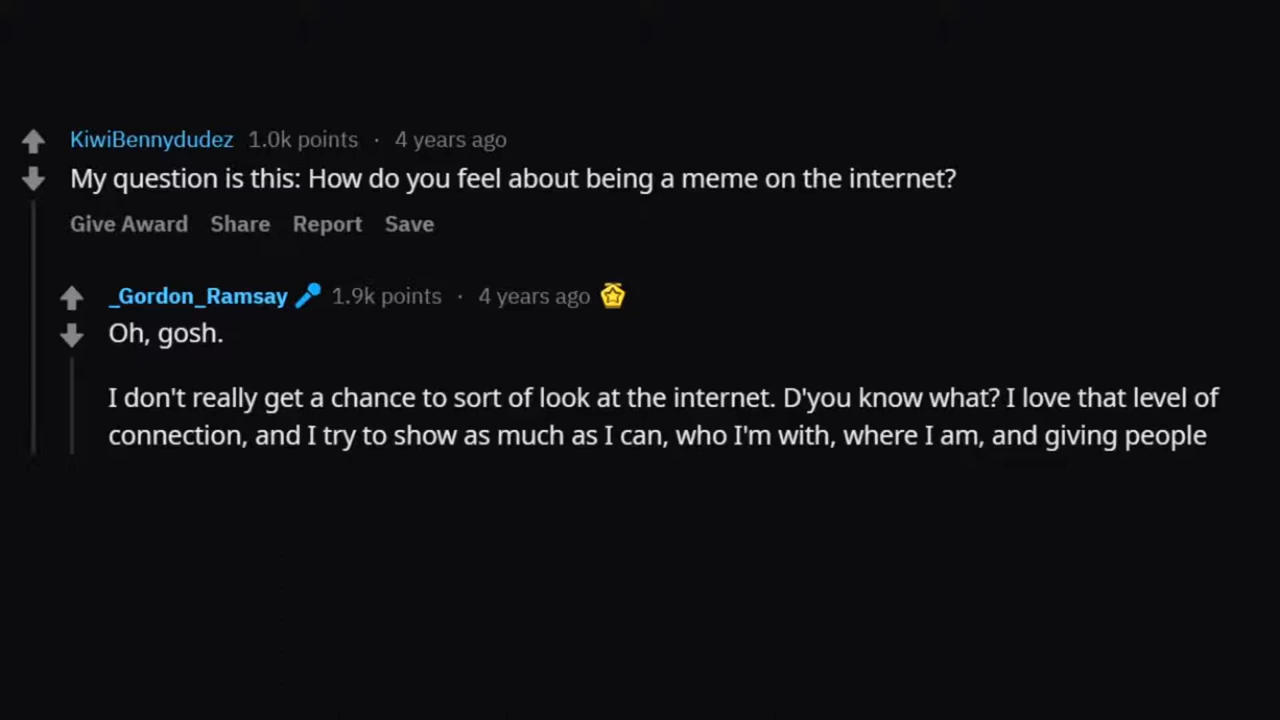 KiwiBennydudez 1.0k points · 4 years ago
My question is this: How do you feel about being a meme on the internet?
Give Award Share Report Save
_Gordon_Ramsay 1.9k points · 4 years ago
Oh, gosh.
I don't really get a chance to sort of look at the internet. D'you know what? I love that level of
connection, and I try to show as much as I can, who I'm with, where I am, and giving people